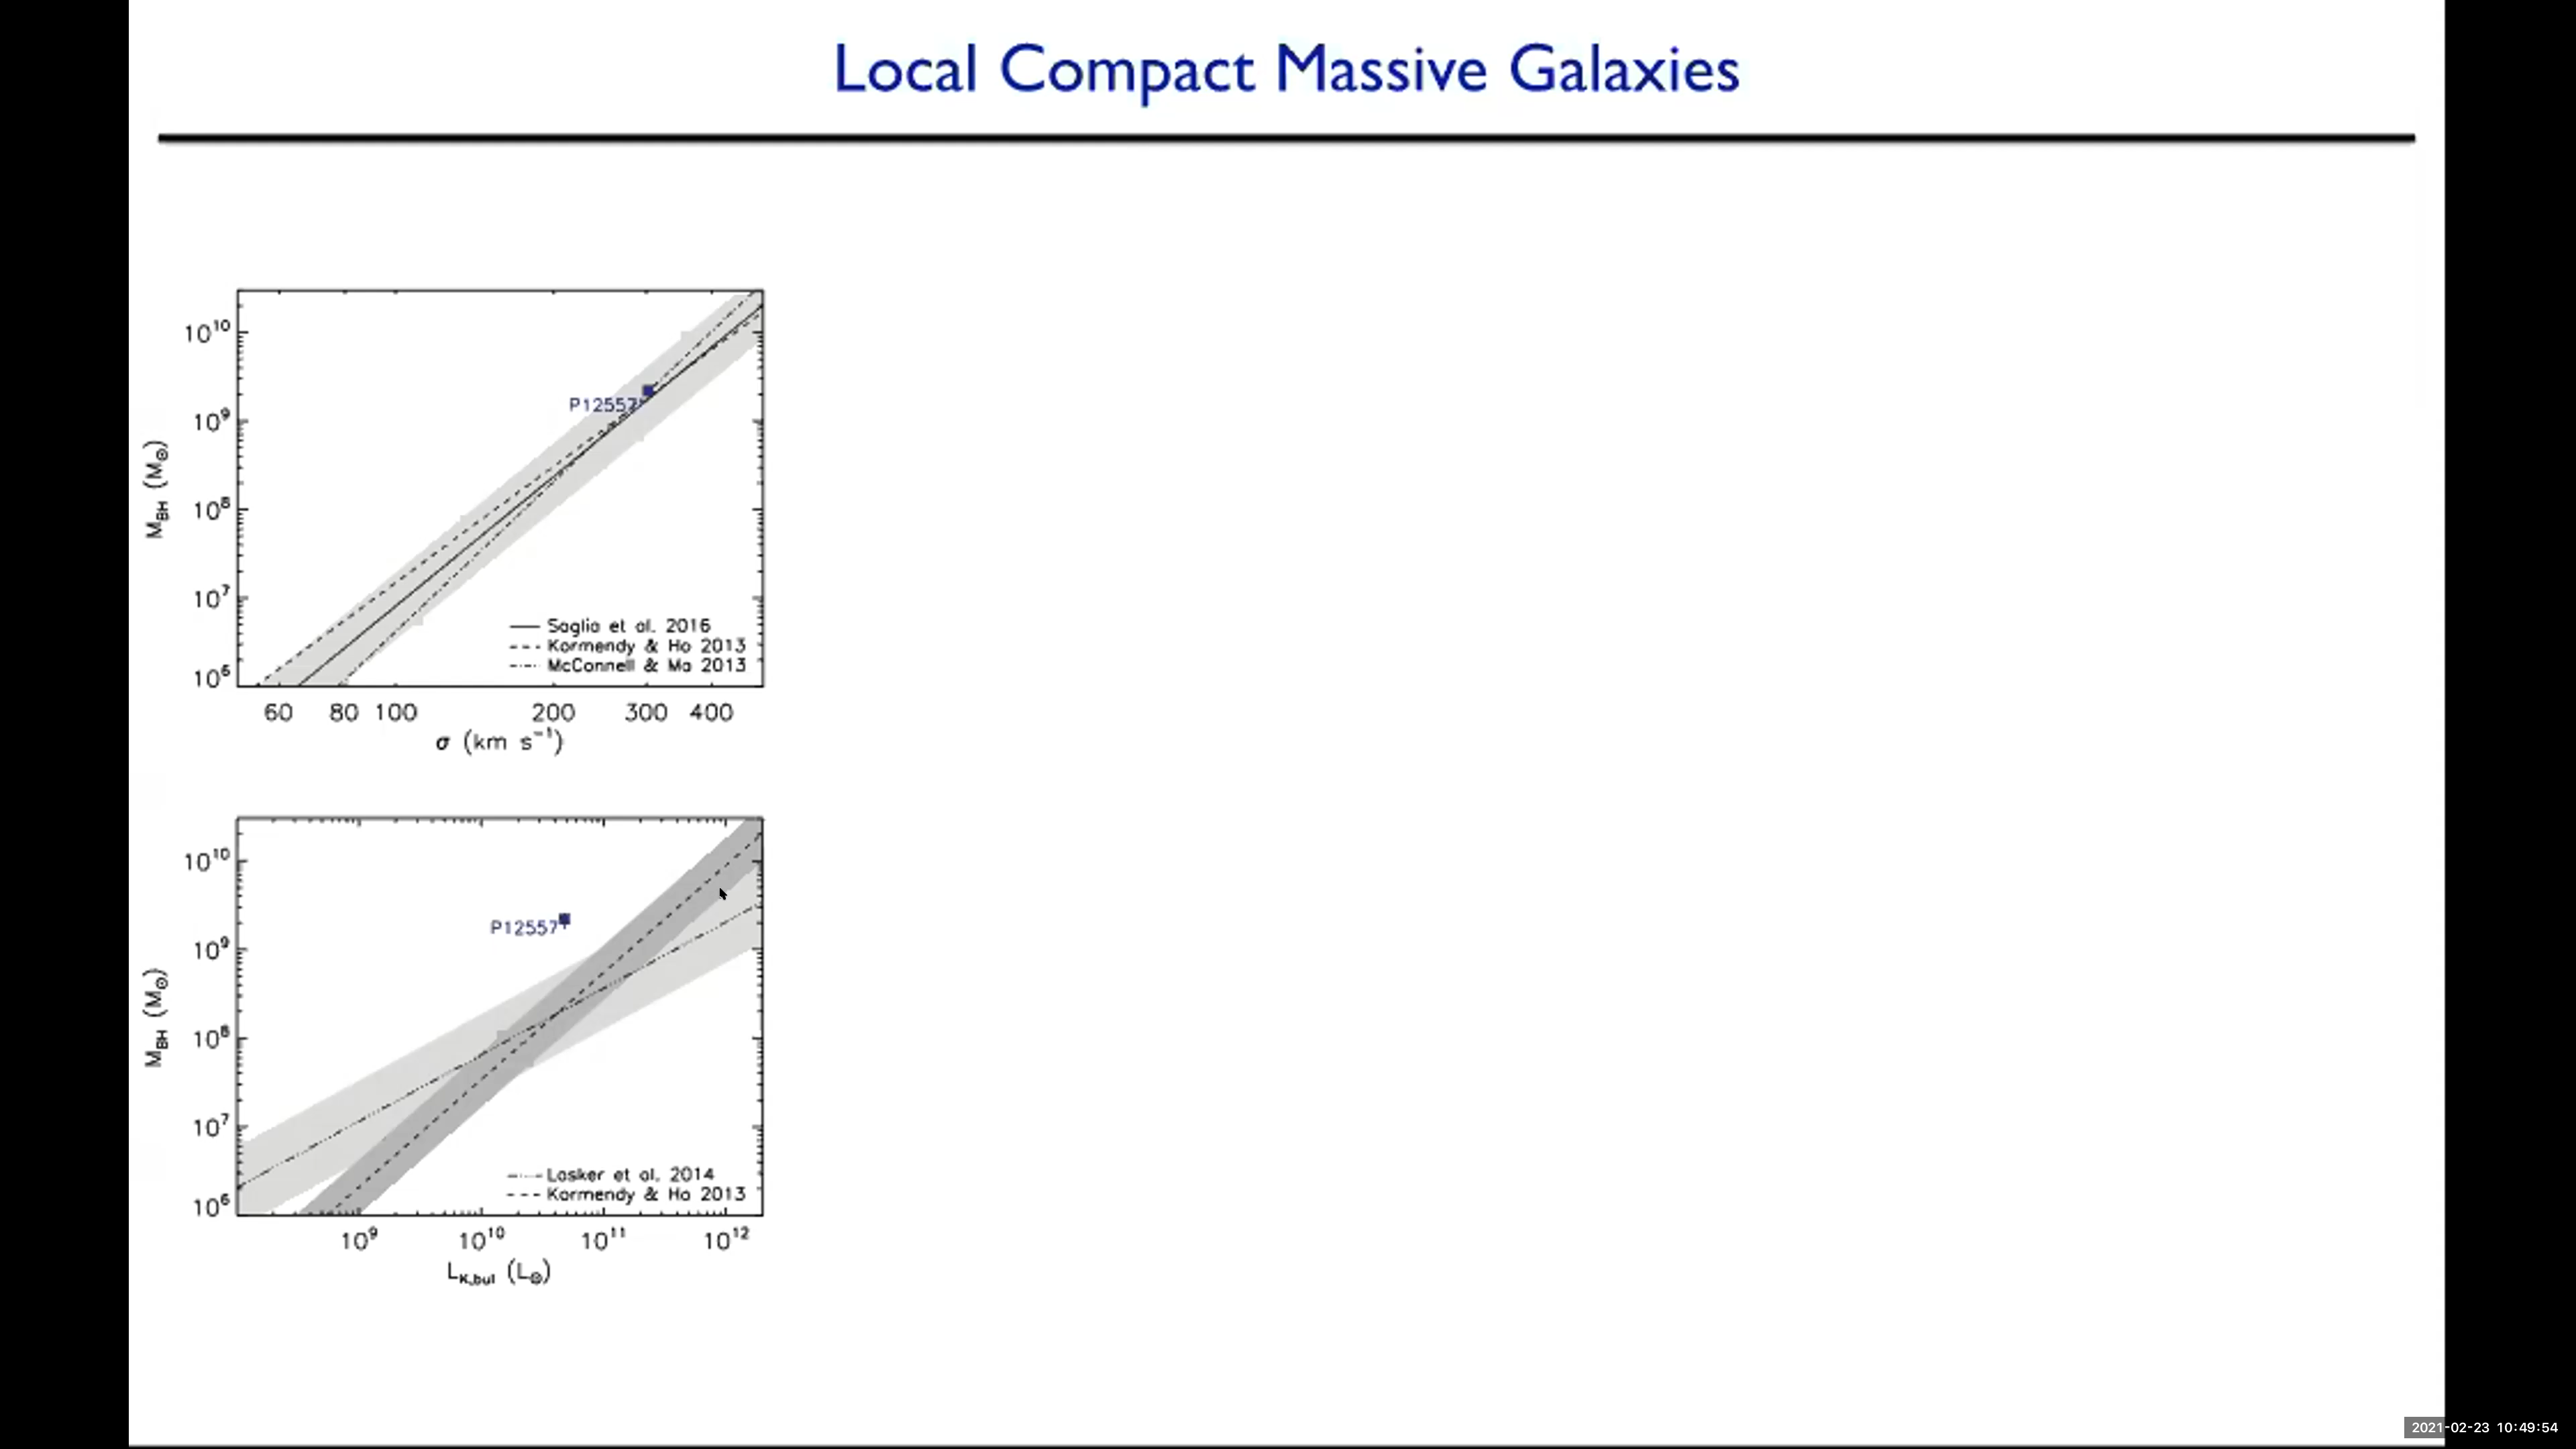 Local Compact Massive Galaxies
10¹⁰
10⁹
10⁸
10⁷
10⁶
M_BH (M_⊙)
P12557
Saglia et al. 2016
Kormendy & Ho 2013
McConnell & Ma 2013
60 80 100 200 300 400
σ (km s⁻¹)
10¹⁰
10⁹
10⁸
10⁷
10⁶
M_BH (M_⊙)
P12557
Lasker et al. 2014
Kormendy & Ho 2013
10⁹ 10¹⁰ 10¹¹ 10¹²
L_K,bul (L_⊙)
2021-02-23 10:49:54